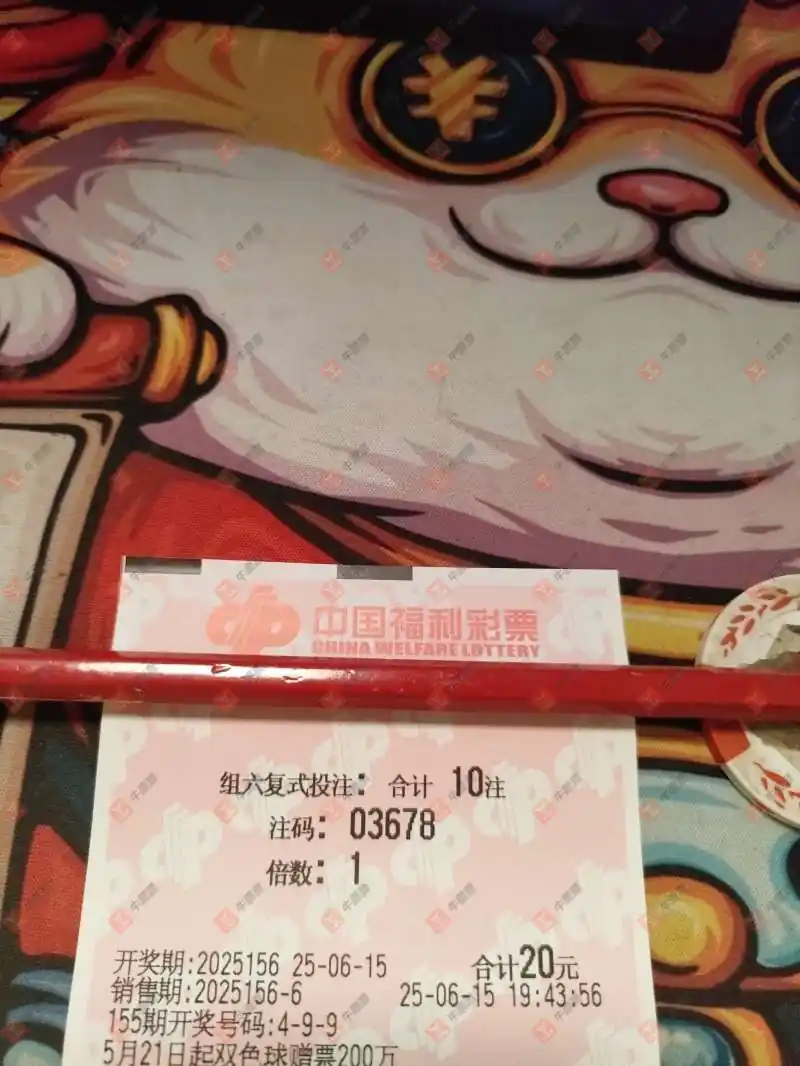 中国福利彩票
CHINA WELFARE LOTTERY
组六复式投注: 合计 10注
注码: 03678
倍数: 1
开奖期:2025156 25-06-15 合计20元
销售期:2025156-6 25-06-15 19:43:56
155期开奖号码:4-9-9
5月21日起双色球赠票200万